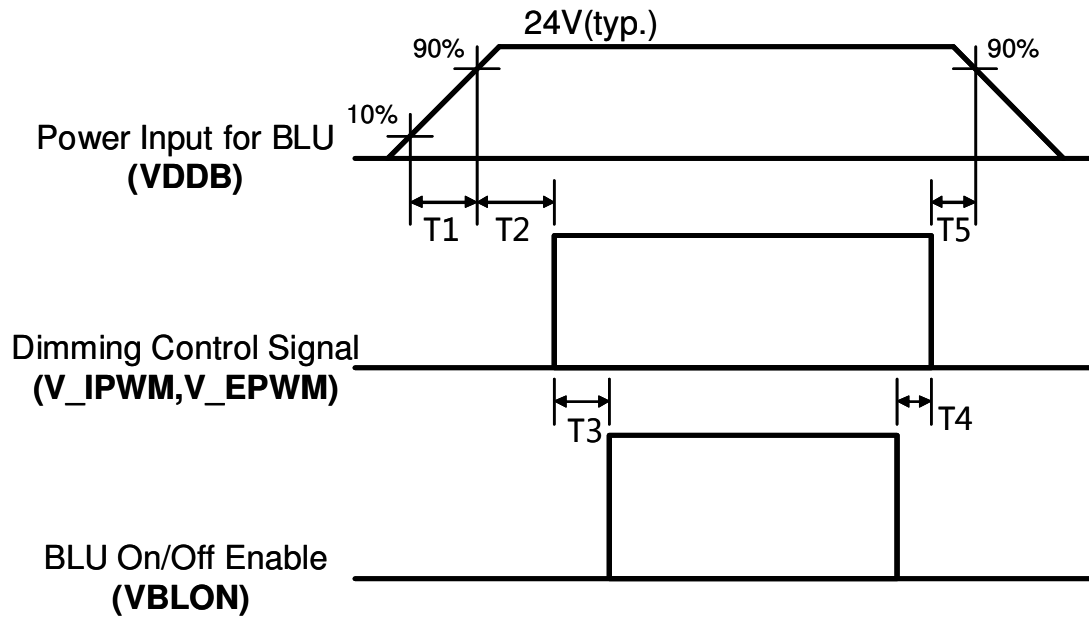 24V(typ.)
90%
90%
10%
Power Input for BLU
(VDDB)
T1
T2
T5
Dimming Control Signal
(V_IPWM,V_EPWM)
T3
T4
BLU On/Off Enable
(VBLON)